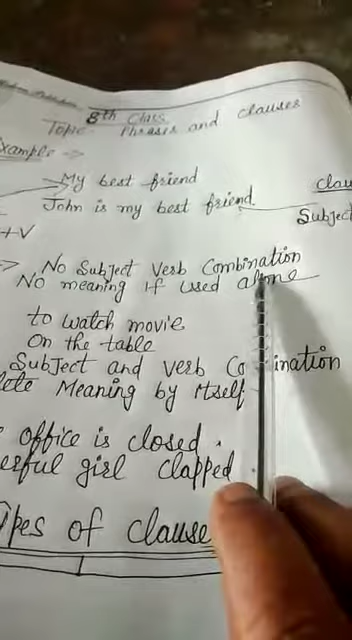 8th Class
Topic Phrases and clauses
Example
My best friend
John is my best friend.
Subject
+V
No Subject Verb Combination
No meaning if used alone
to watch movie
On the table
Subject and verb Co ination
Meaning by itself
office is closed.
girl clapped
of clause